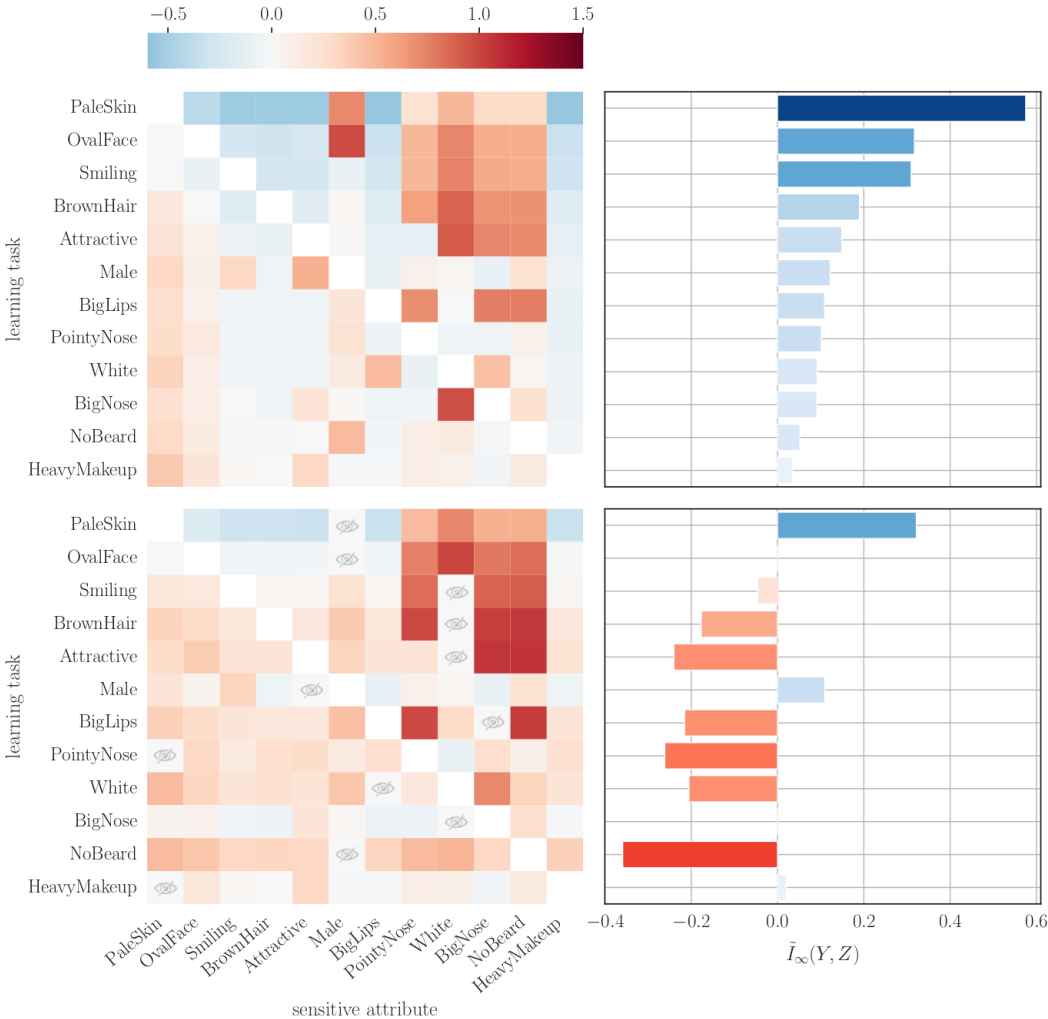 −0.5 0.0 0.5 1.0 1.5
learning task
PaleSkin
OvalFace
Smiling
BrownHair
Attractive
Male
BigLips
PointyNose
White
BigNose
NoBeard
HeavyMakeup
learning task
PaleSkin
OvalFace
Smiling
BrownHair
Attractive
Male
BigLips
PointyNose
White
BigNose
NoBeard
HeavyMakeup
PaleSkin
OvalFace
Smiling
BrownHair
Attractive
Male
BigLips
PointyNose
White
BigNose
NoBeard
HeavyMakeup
sensitive attribute
−0.4 −0.2 0.0 0.2 0.4 0.6
Ĩ∞(Y, Z)